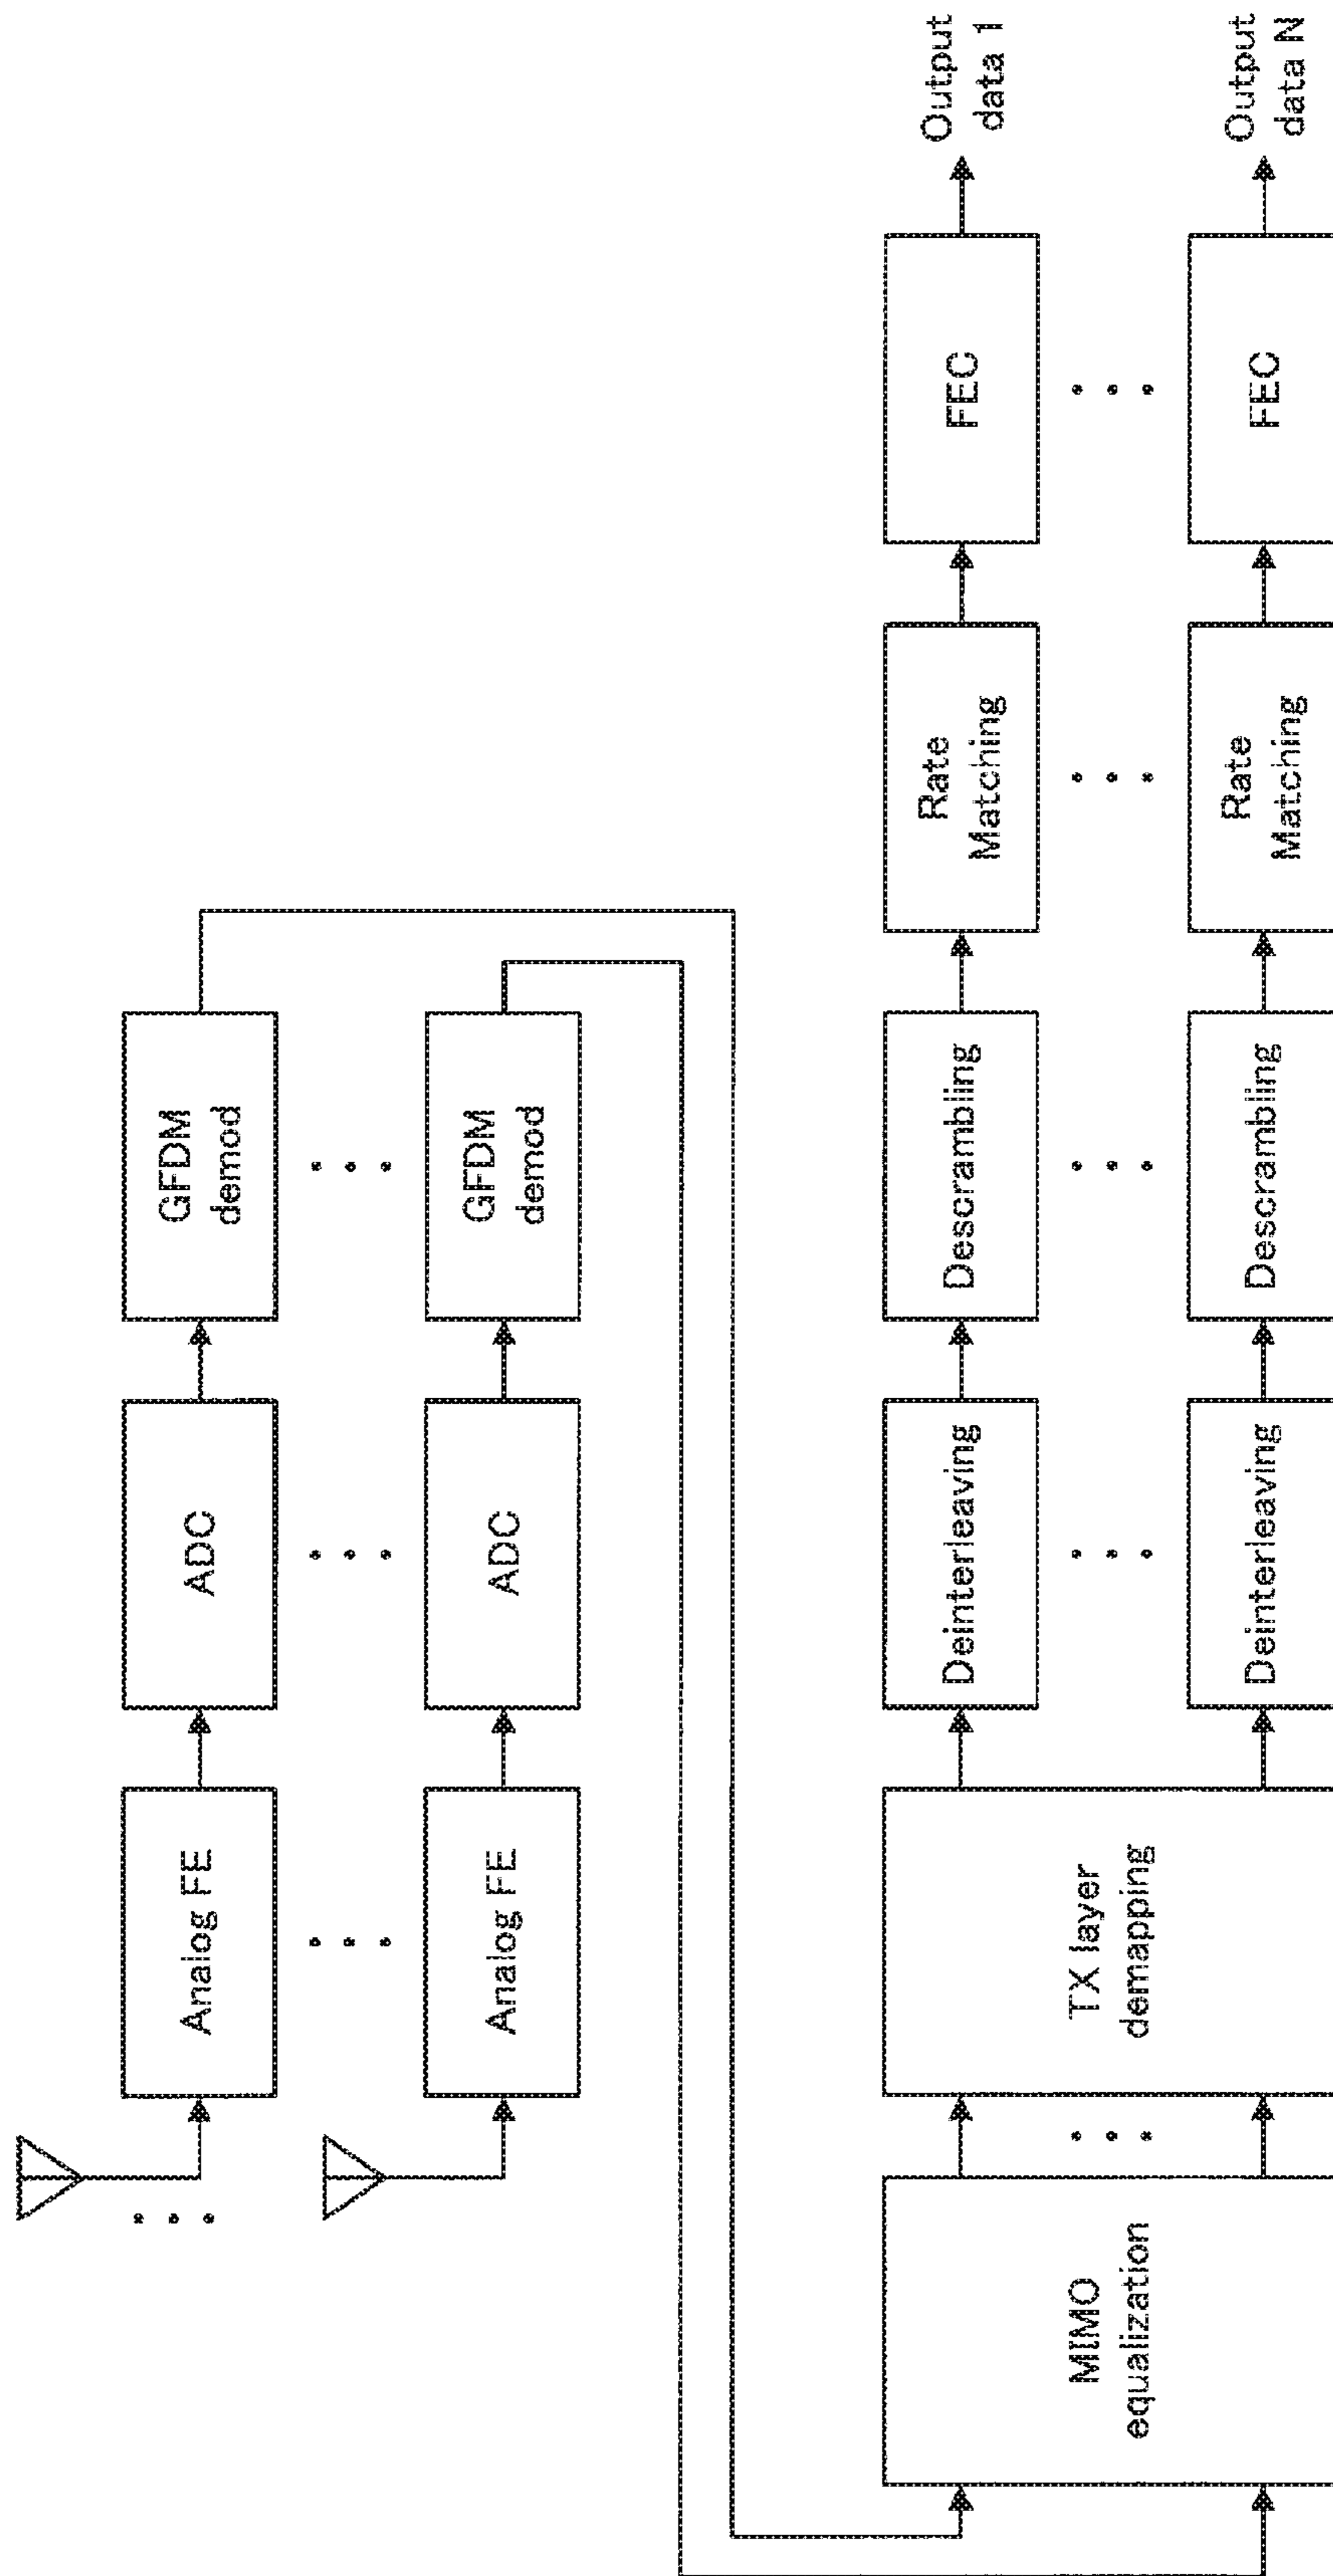 Analog FE
ADC
GFDM
demod
Analog FE
ADC
GFDM
demod
MIMO
equalization
TX layer
demapping
Deinterleaving
Descrambling
Rate
Matching
FEC
Output
data 1
Deinterleaving
Descrambling
Rate
Matching
FEC
Output
data N